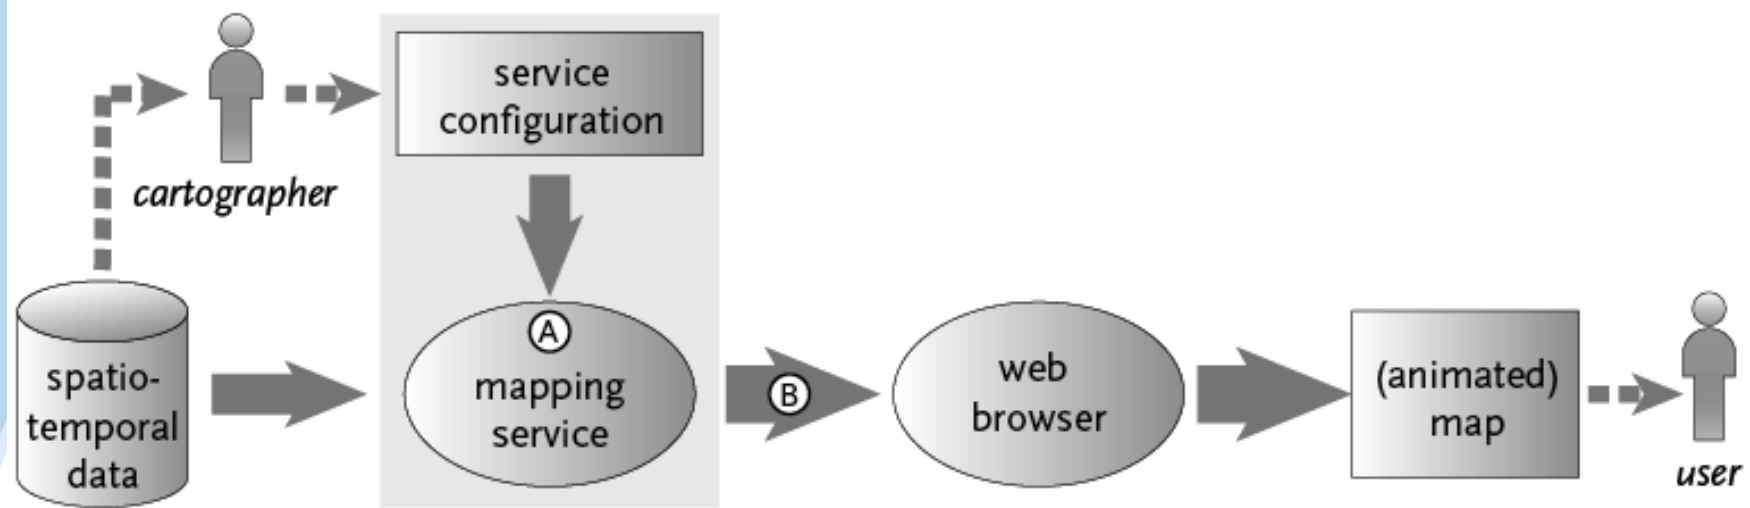 cartographer
service
configuration
spatio-
temporal
data
A
mapping
service
B
web
browser
(animated)
map
user